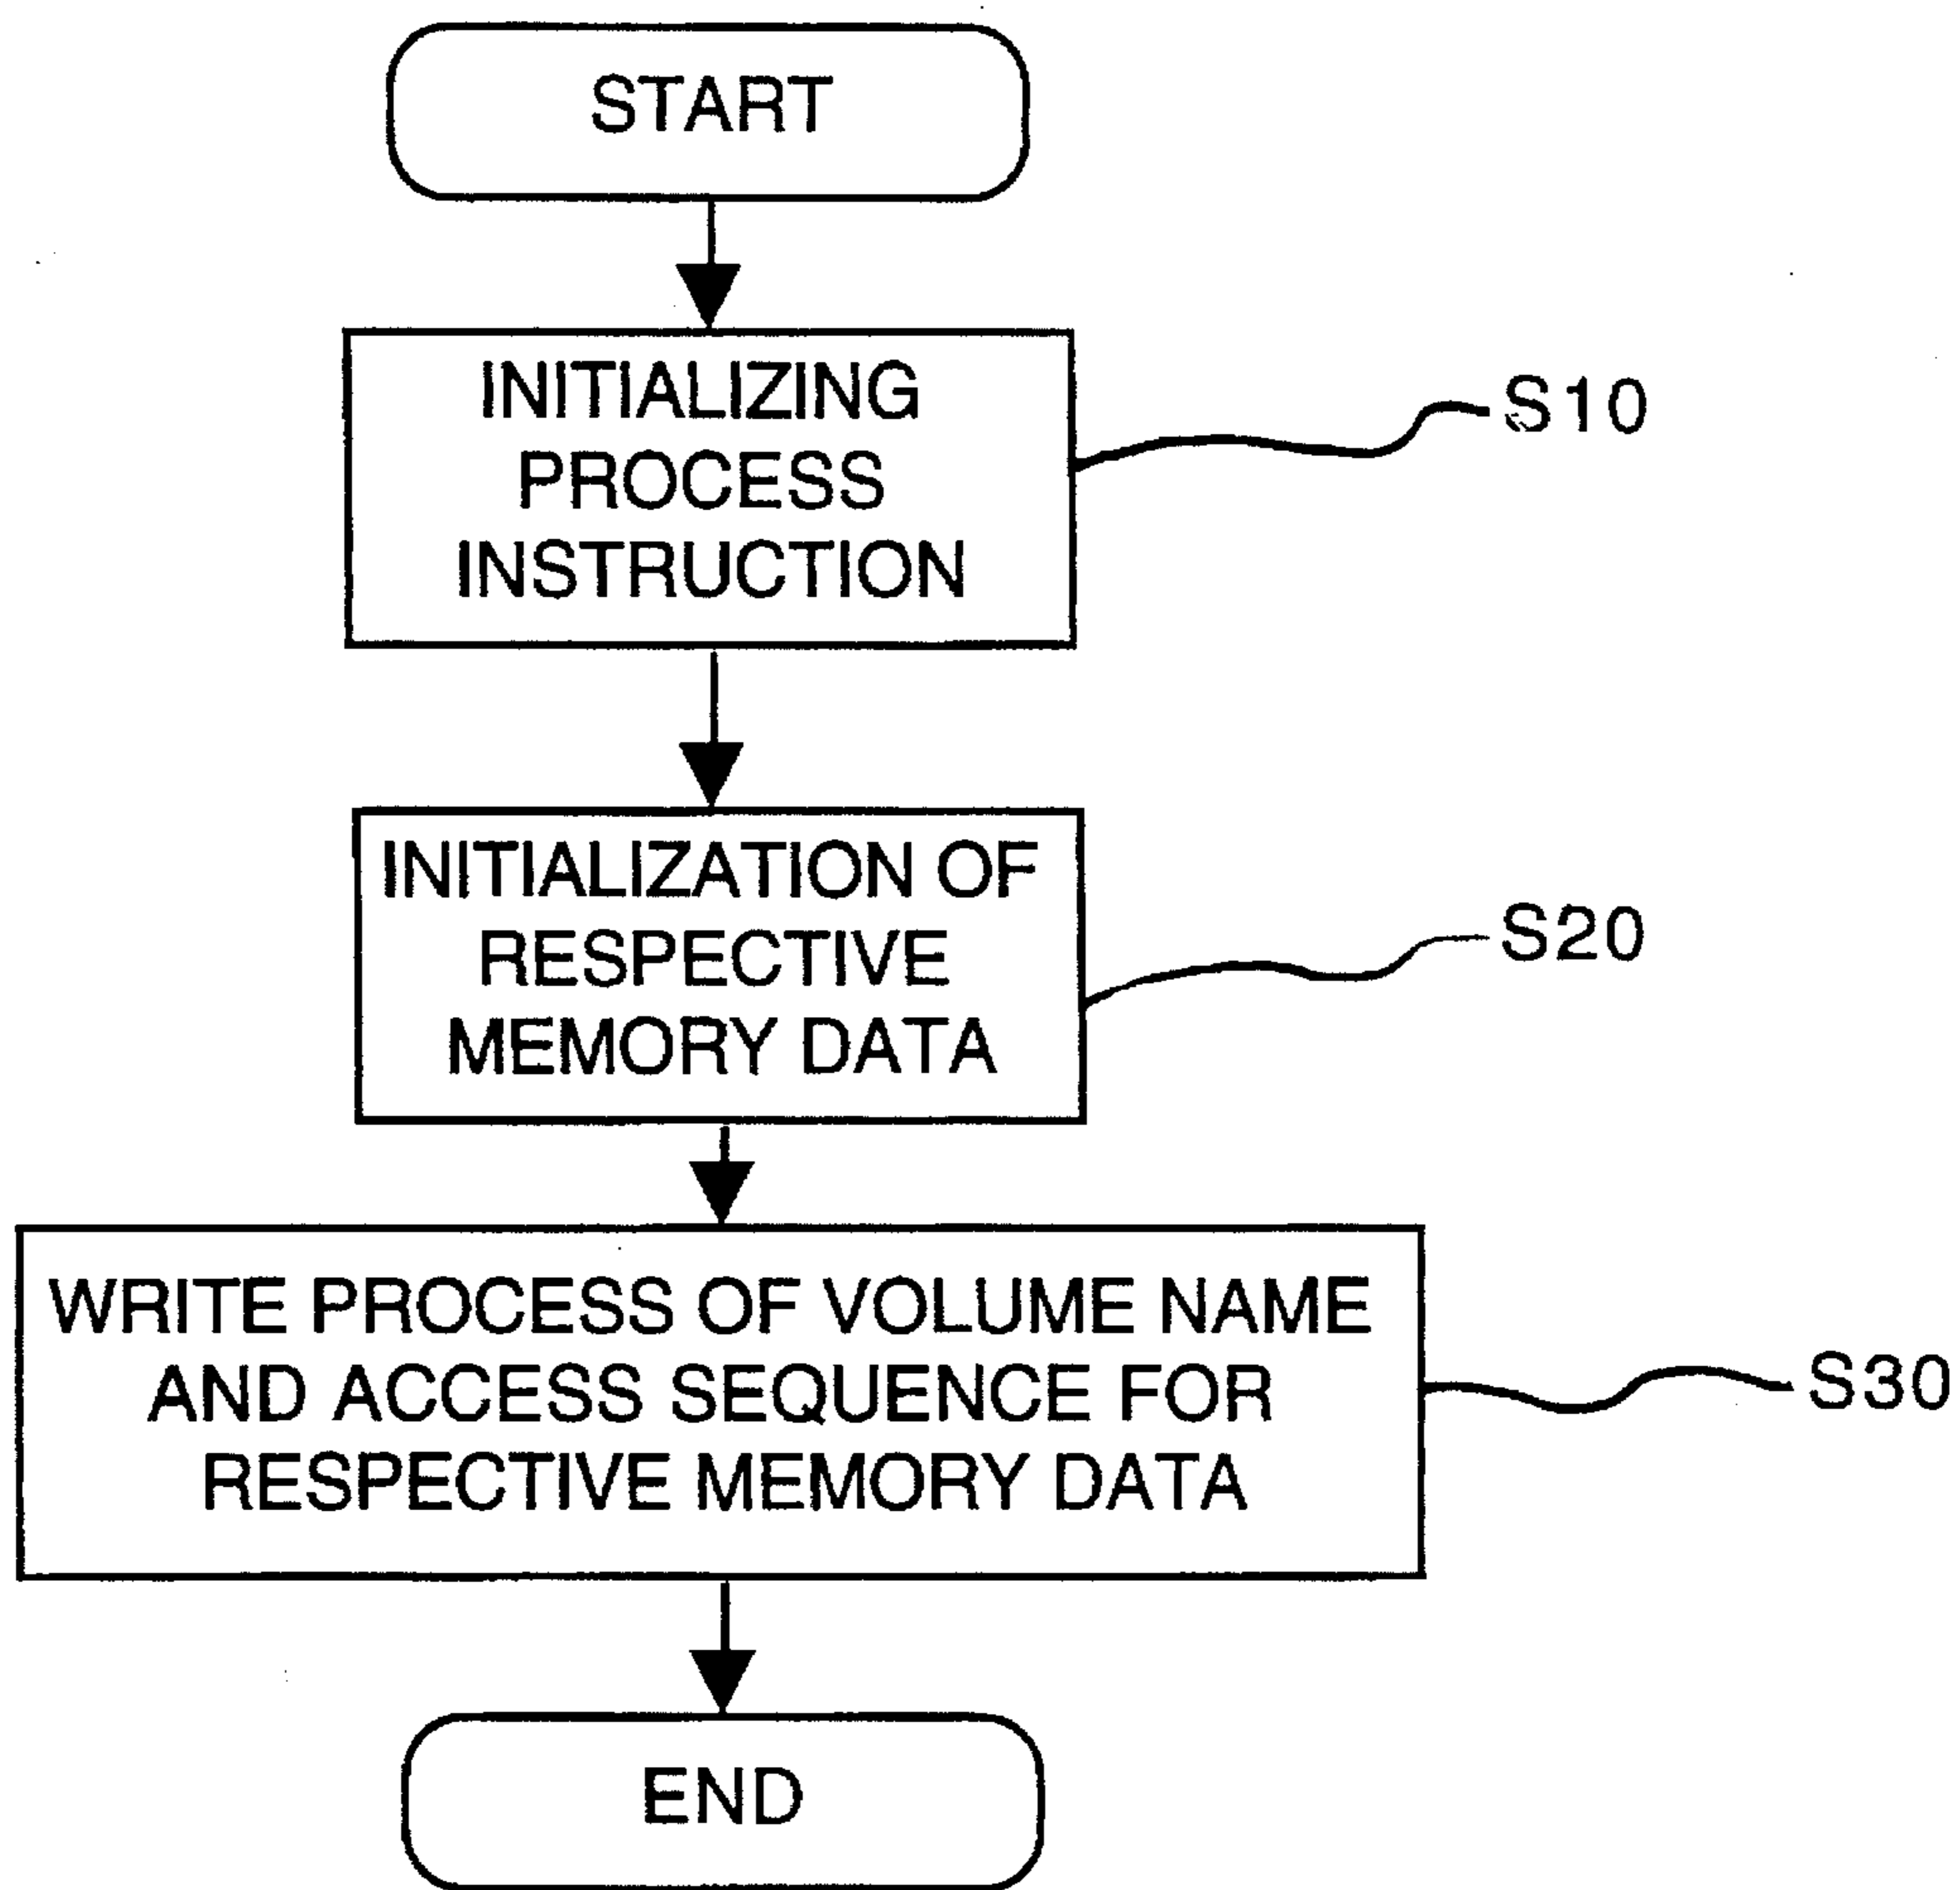 START
INITIALIZING
PROCESS
INSTRUCTION
S10
INITIALIZATION OF
RESPECTIVE
MEMORY DATA
S20
WRITE PROCESS OF VOLUME NAME
AND ACCESS SEQUENCE FOR
RESPECTIVE MEMORY DATA
S30
END